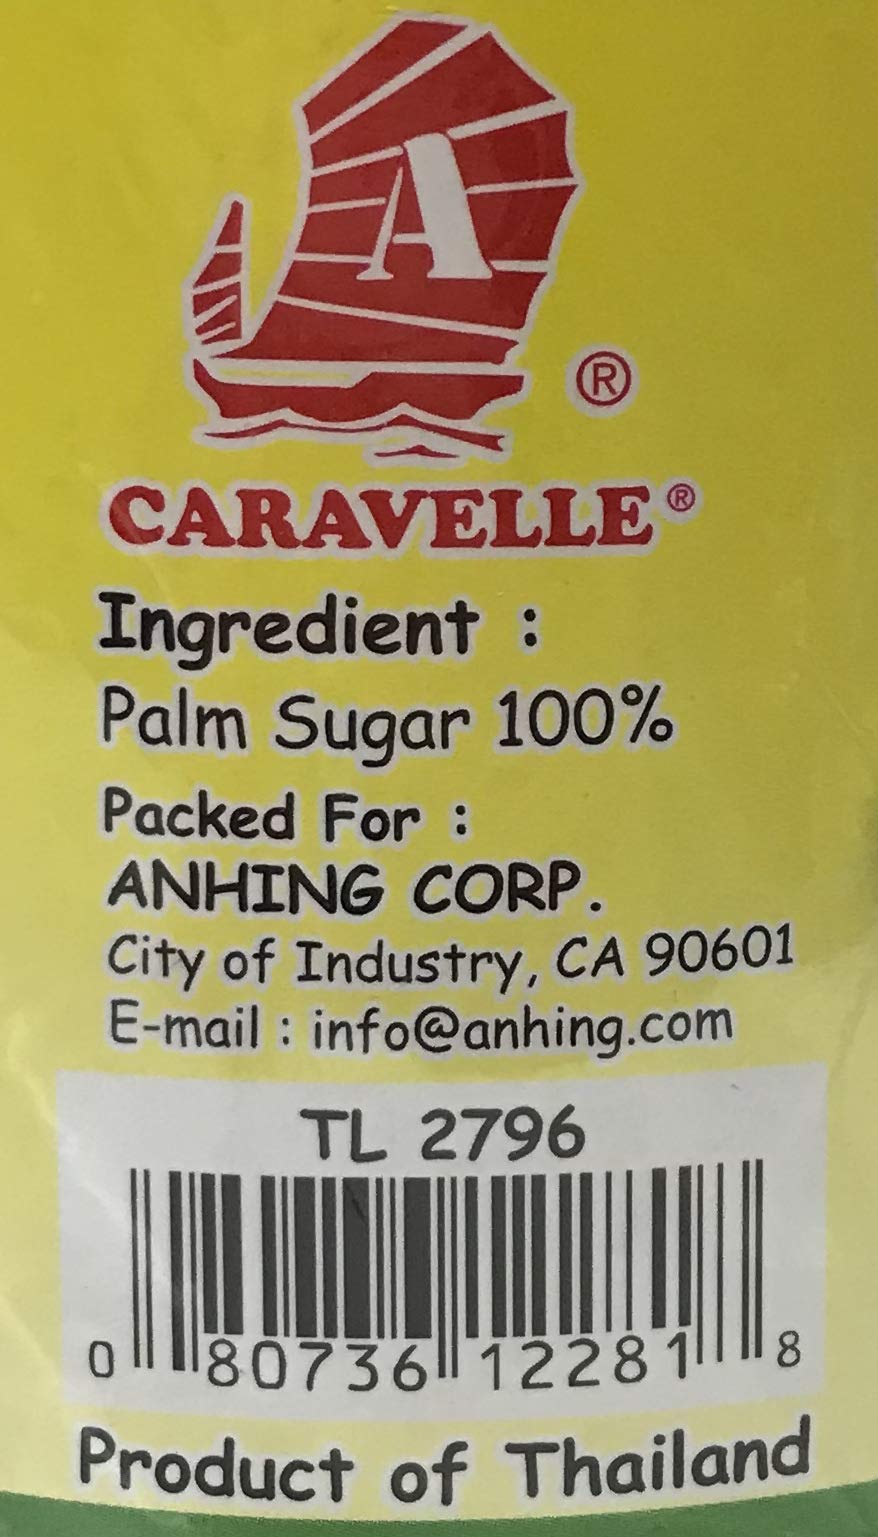 A
®
CARAVELLE®
Ingredient :
Palm Sugar 100%
Packed For :
ANHING CORP.
City of Industry, CA 90601
E-mail : info@anhing.com
TL 2796
0 80736 12281 8
Product of Thailand